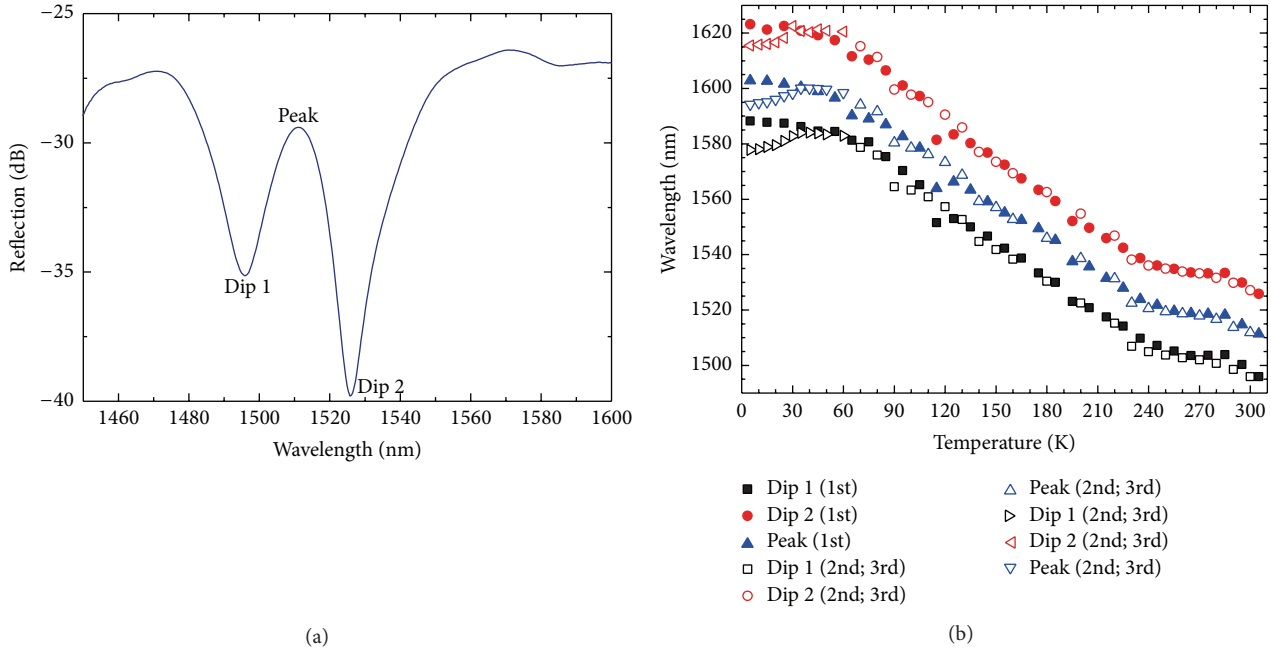 −25
−30
−35
−40
Reflection (dB)
Peak
Dip 1
Dip 2
1460 1480 1500 1520 1540 1560 1580 1600
Wavelength (nm)
(a)
1620
1600
1580
1560
1540
1520
1500
Wavelength (nm)
0 30 60 90 120 150 180 210 240 270 300
Temperature (K)
Dip 1 (1st)
Dip 2 (1st)
Peak (1st)
Dip 1 (2nd; 3rd)
Dip 2 (2nd; 3rd)
Peak (2nd; 3rd)
Dip 1 (2nd; 3rd)
Dip 2 (2nd; 3rd)
Peak (2nd; 3rd)
(b)